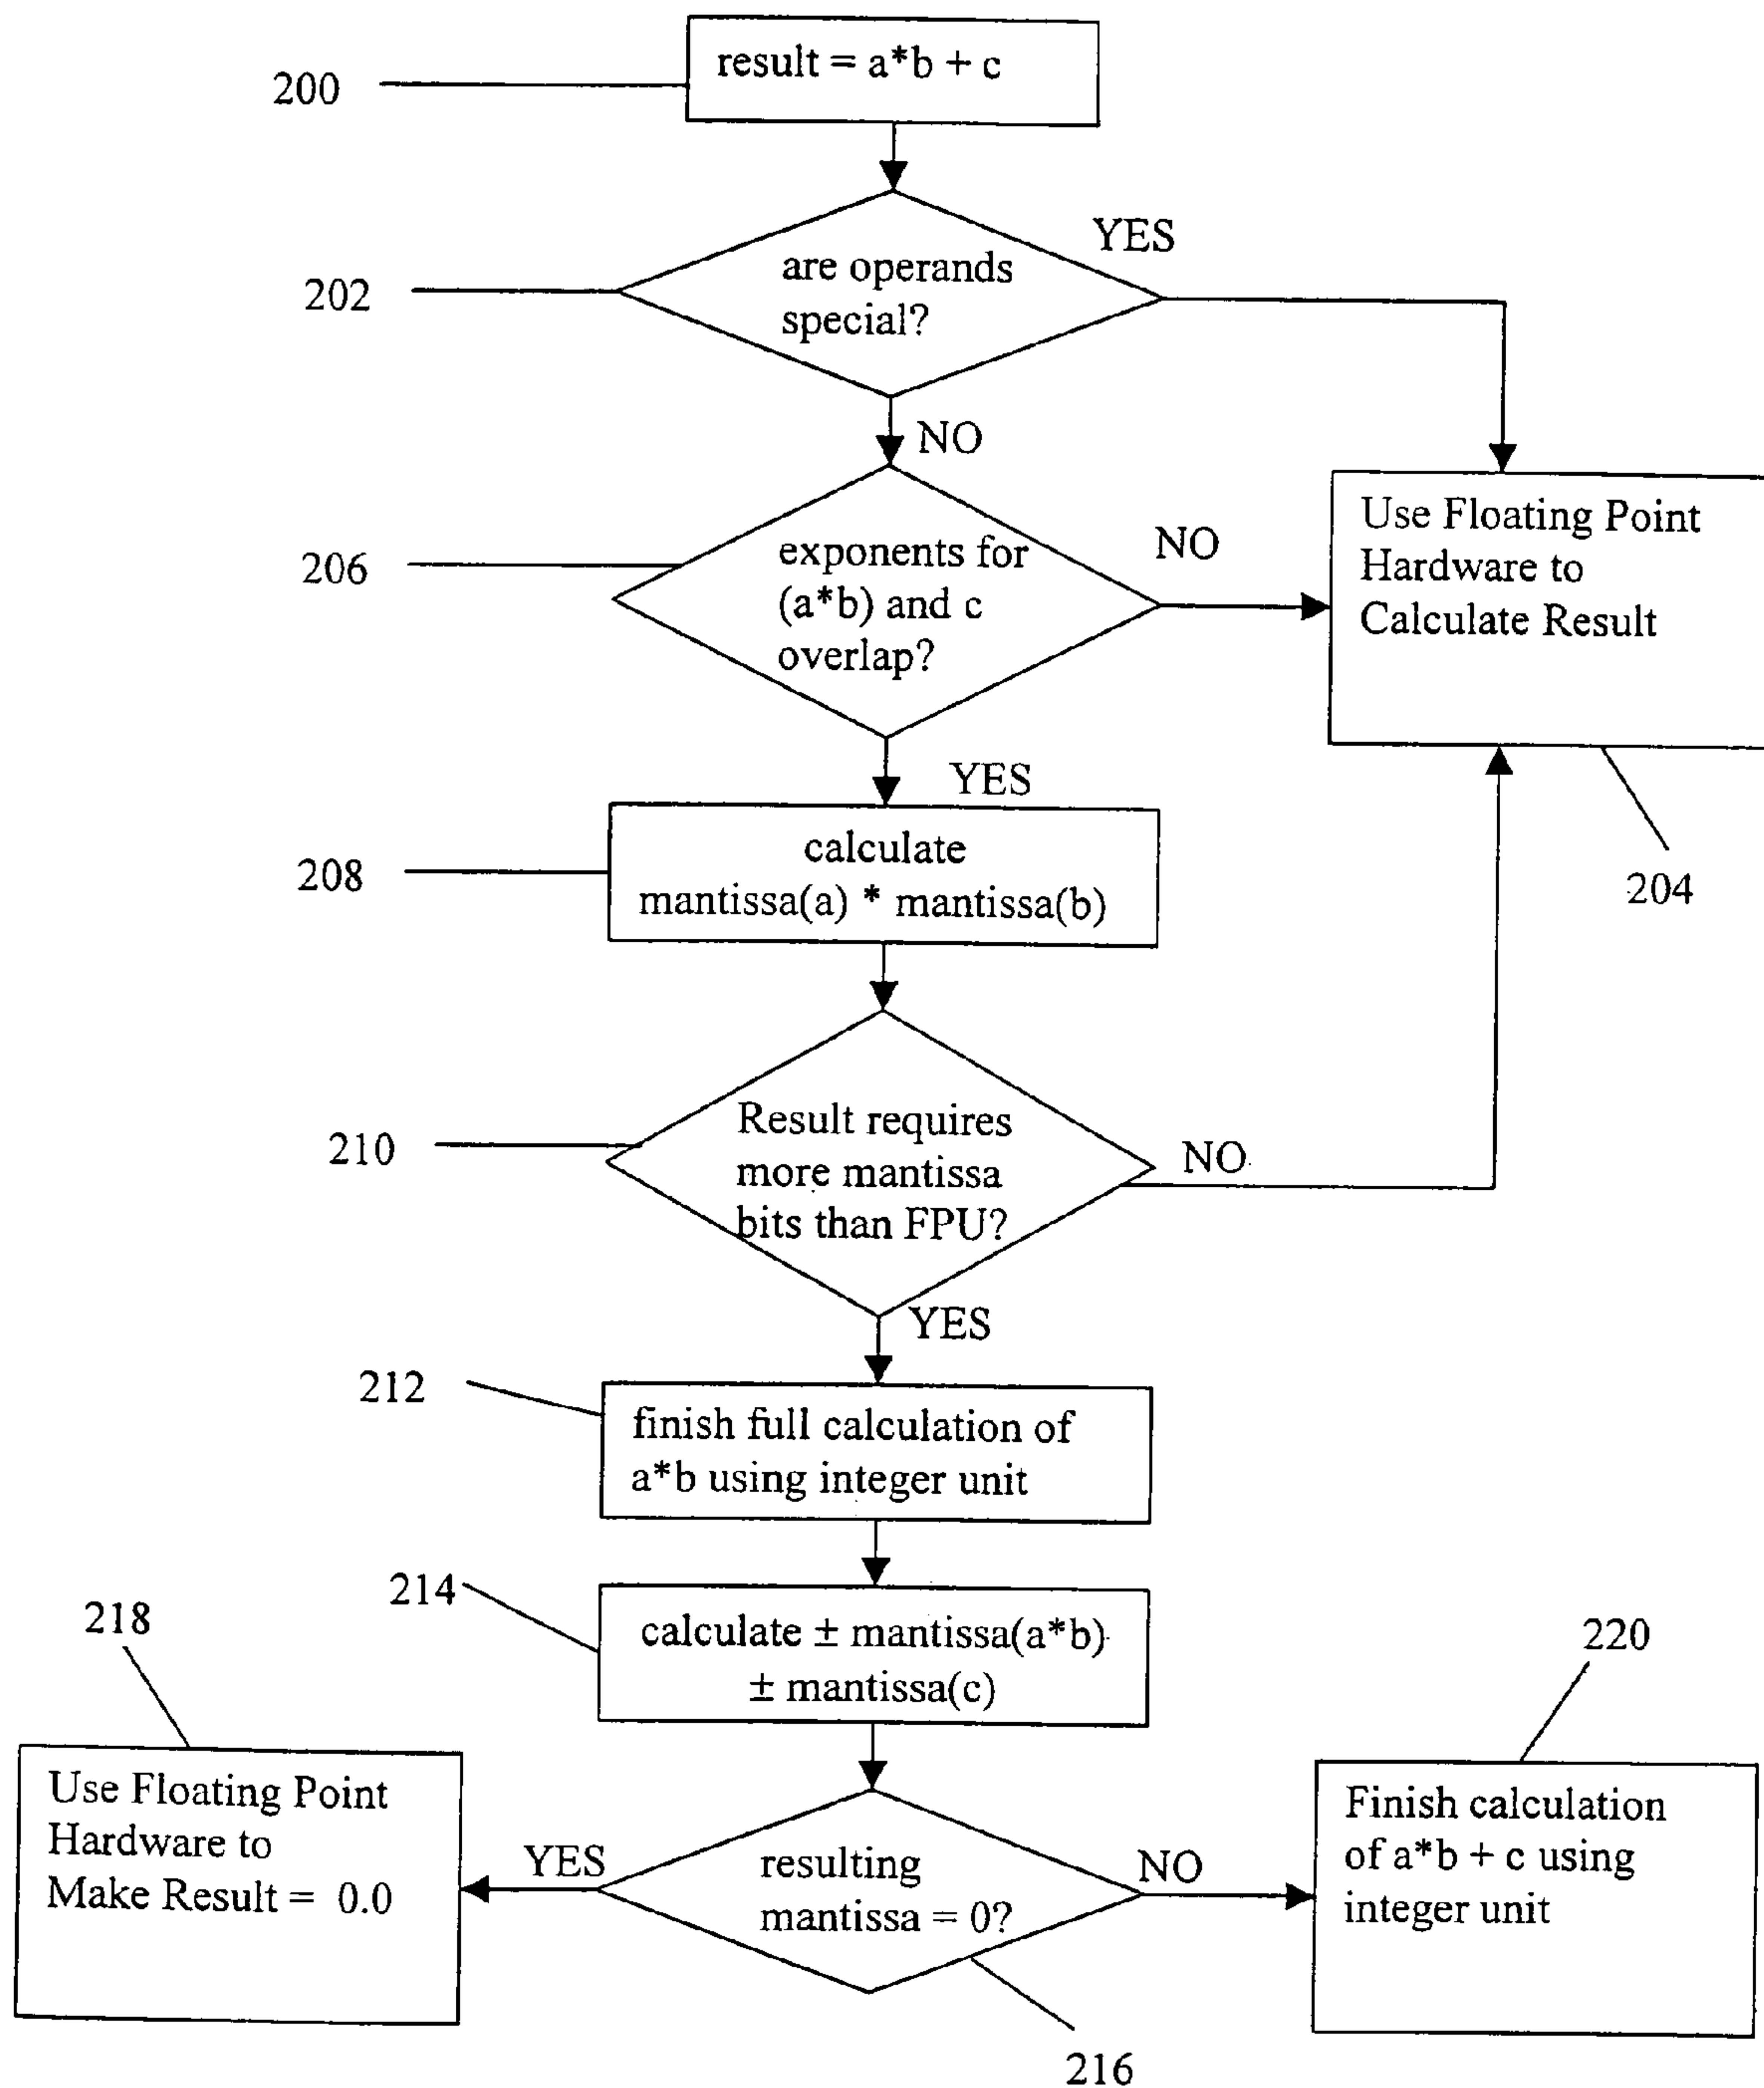 result = a*b + c
200
YES
are operands
special?
202
NO
Use Floating Point
Hardware to
Calculate Result
NO
exponents for
(a*b) and c
overlap?
206
YES
calculate
mantissa(a) * mantissa(b)
208
204
Result requires
more mantissa
bits than FPU?
210
NO
YES
212
finish full calculation of
a*b using integer unit
214
calculate ± mantissa(a*b)
± mantissa(c)
218
220
Use Floating Point
Hardware to
Make Result = 0.0
YES
resulting
mantissa = 0?
NO
Finish calculation
of a*b + c using
integer unit
216